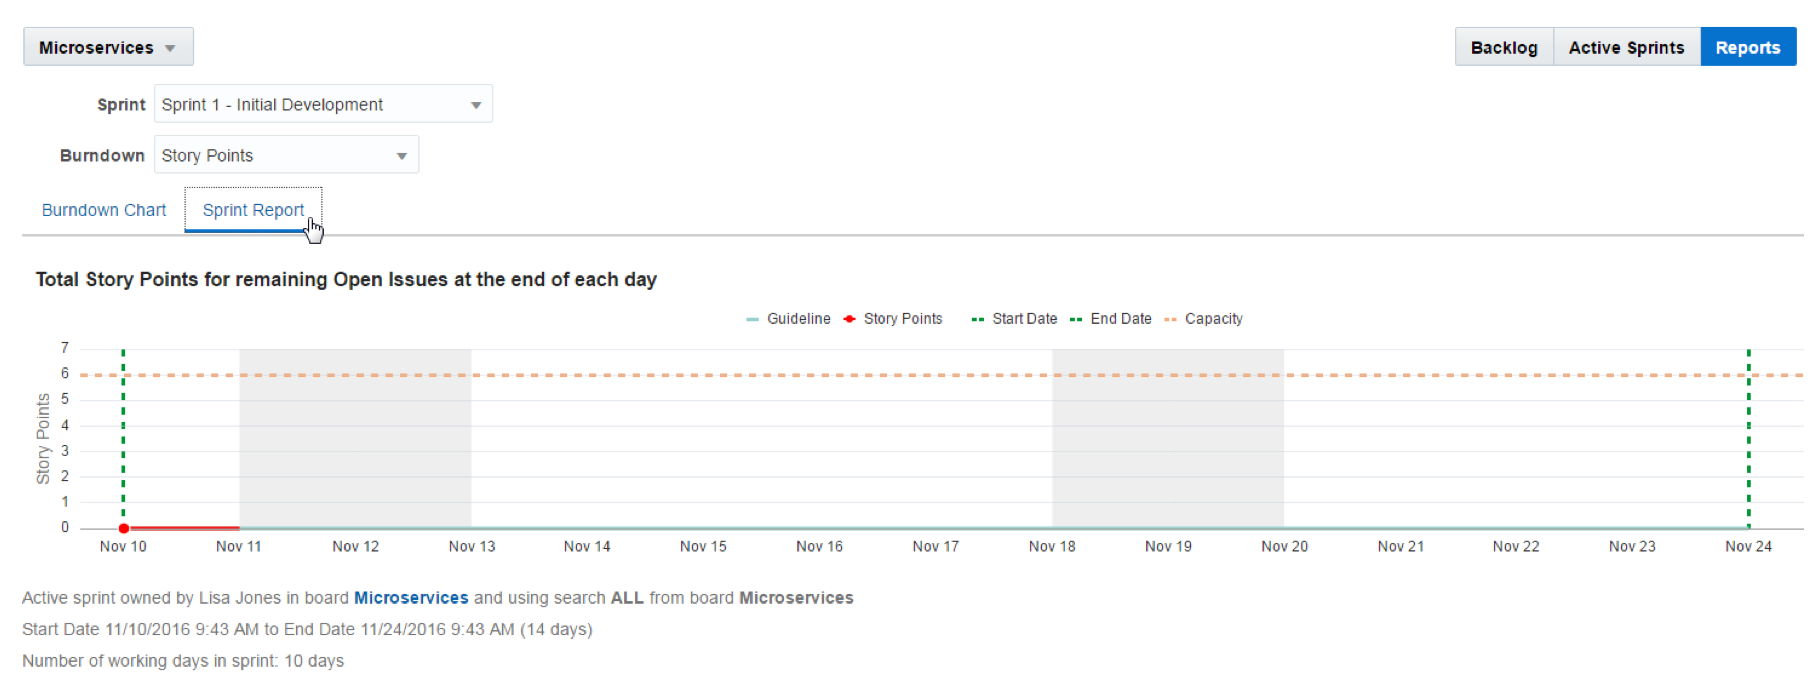 Microservices Backlog Active Sprints Reports
Sprint Sprint 1 - Initial Development
Burndown Story Points
Burndown Chart Sprint Report
Total Story Points for remaining Open Issues at the end of each day
Guideline Story Points Start Date End Date Capacity
Story Points
7
6
5
4
3
2
1
0
Nov 10 Nov 11 Nov 12 Nov 13 Nov 14 Nov 15 Nov 16 Nov 17 Nov 18 Nov 19 Nov 20 Nov 21 Nov 22 Nov 23 Nov 24
Active sprint owned by Lisa Jones in board Microservices and using search ALL from board Microservices
Start Date 11/10/2016 9:43 AM to End Date 11/24/2016 9:43 AM (14 days)
Number of working days in sprint: 10 days